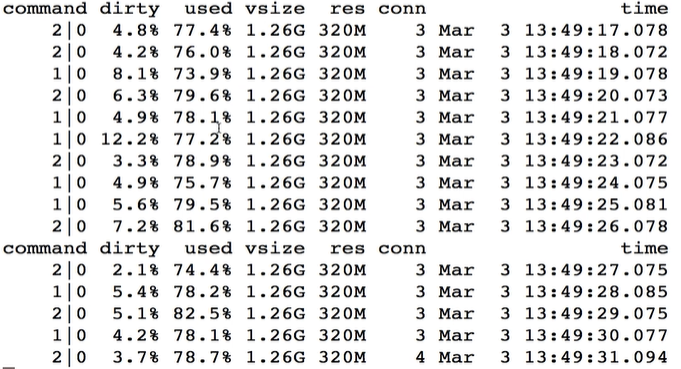 command dirty used vsize res conn time
2|0 4.8% 77.4% 1.26G 320M 3 Mar 3 13:49:17.078
2|0 4.2% 76.0% 1.26G 320M 3 Mar 3 13:49:18.072
1|0 8.1% 73.9% 1.26G 320M 3 Mar 3 13:49:19.078
2|0 6.3% 79.6% 1.26G 320M 3 Mar 3 13:49:20.073
1|0 4.9% 78.1% 1.26G 320M 3 Mar 3 13:49:21.077
1|0 12.2% 77.2% 1.26G 320M 3 Mar 3 13:49:22.086
2|0 3.3% 78.9% 1.26G 320M 3 Mar 3 13:49:23.072
1|0 4.9% 75.7% 1.26G 320M 3 Mar 3 13:49:24.075
1|0 5.6% 79.5% 1.26G 320M 3 Mar 3 13:49:25.081
2|0 7.2% 81.6% 1.26G 320M 3 Mar 3 13:49:26.078
command dirty used vsize res conn time
2|0 2.1% 74.4% 1.26G 320M 3 Mar 3 13:49:27.075
1|0 5.4% 78.2% 1.26G 320M 3 Mar 3 13:49:28.085
2|0 5.1% 82.5% 1.26G 320M 3 Mar 3 13:49:29.075
1|0 4.2% 78.1% 1.26G 320M 3 Mar 3 13:49:30.077
2|0 3.7% 78.7% 1.26G 320M 4 Mar 3 13:49:31.094